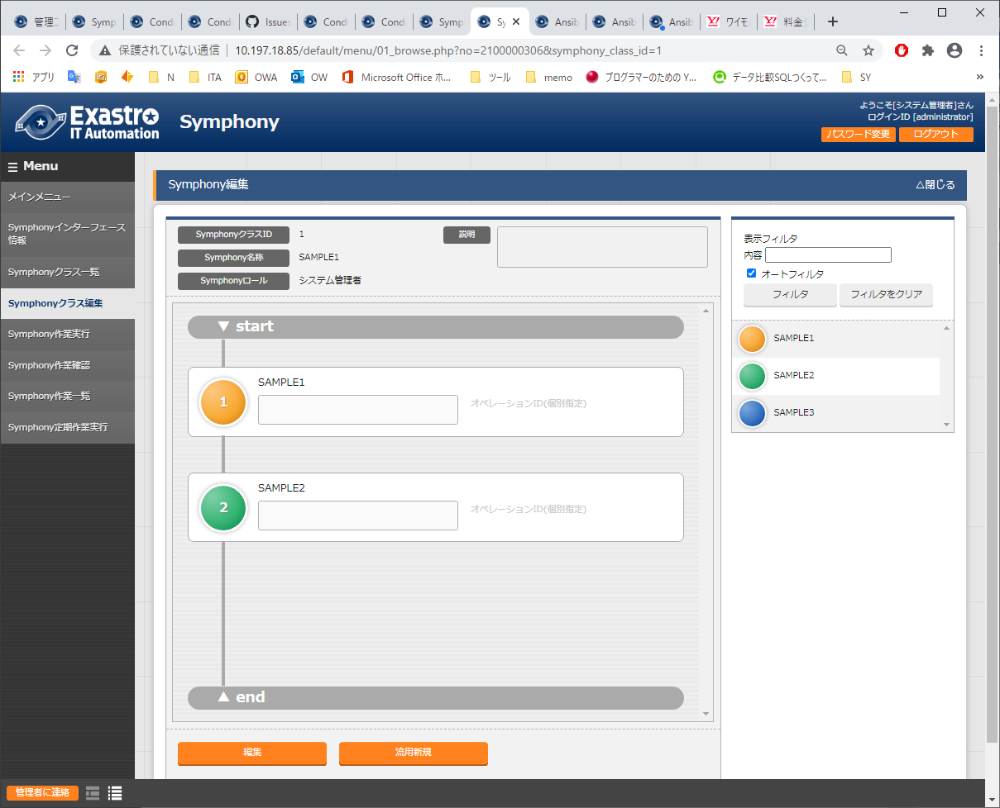 管理コ
Symp
Condu
Condu
Issues
Condu
Condu
Symp
Sy
Ansib
Ansib
Ansib
ワイモ
料金シ
保護されていない通信
10.197.18.85/default/menu/01_browse.php?no=2100000306&symphony_class_id=1
アプリ
N
ITA
OWA
OW
Microsoft Office ホ...
ツール
memo
プログラマーのための Y...
データ比較SQLつくって...
SY
Exastro
IT Automation
Symphony
ようこそ[システム管理者]さん
ログインID [administrator]
パスワード変更
ログアウト
Menu
メインメニュー
Symphonyインターフェース
情報
Symphonyクラス一覧
Symphonyクラス編集
Symphony作業実行
Symphony作業確認
Symphony作業一覧
Symphony定期作業実行
Symphony編集
△閉じる
SymphonyクラスID
1
説明
Symphony名称
SAMPLE1
Symphonyロール
システム管理者
▼ start
1
SAMPLE1
オペレーションID(個別指定)
2
SAMPLE2
オペレーションID(個別指定)
▲ end
編集
流用新規
表示フィルタ
内容
オートフィルタ
フィルタ
フィルタをクリア
SAMPLE1
SAMPLE2
SAMPLE3
管理者に連絡